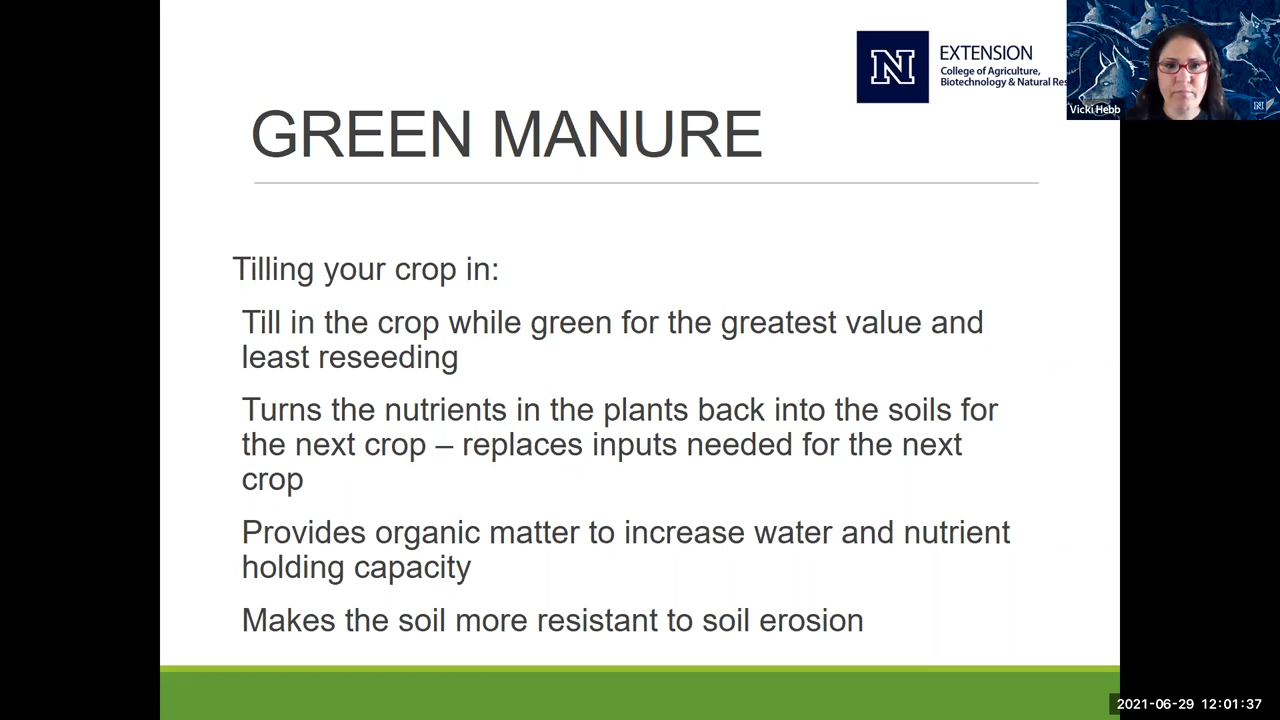 N
EXTENSION
College of Agriculture,
Biotechnology & Natural Res
Vicki Hebb
N
GREEN MANURE
Tilling your crop in:
Till in the crop while green for the greatest value and
least reseeding
Turns the nutrients in the plants back into the soils for
the next crop – replaces inputs needed for the next
crop
Provides organic matter to increase water and nutrient
holding capacity
Makes the soil more resistant to soil erosion
2021-06-29 12:01:37